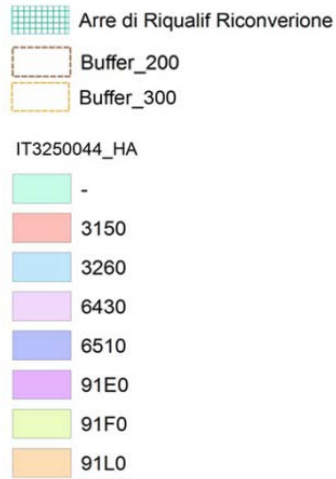 Arre di Riqualif Riconverione
Buffer_200
Buffer_300
IT3250044_HA
-
3150
3260
6430
6510
91E0
91F0
91L0